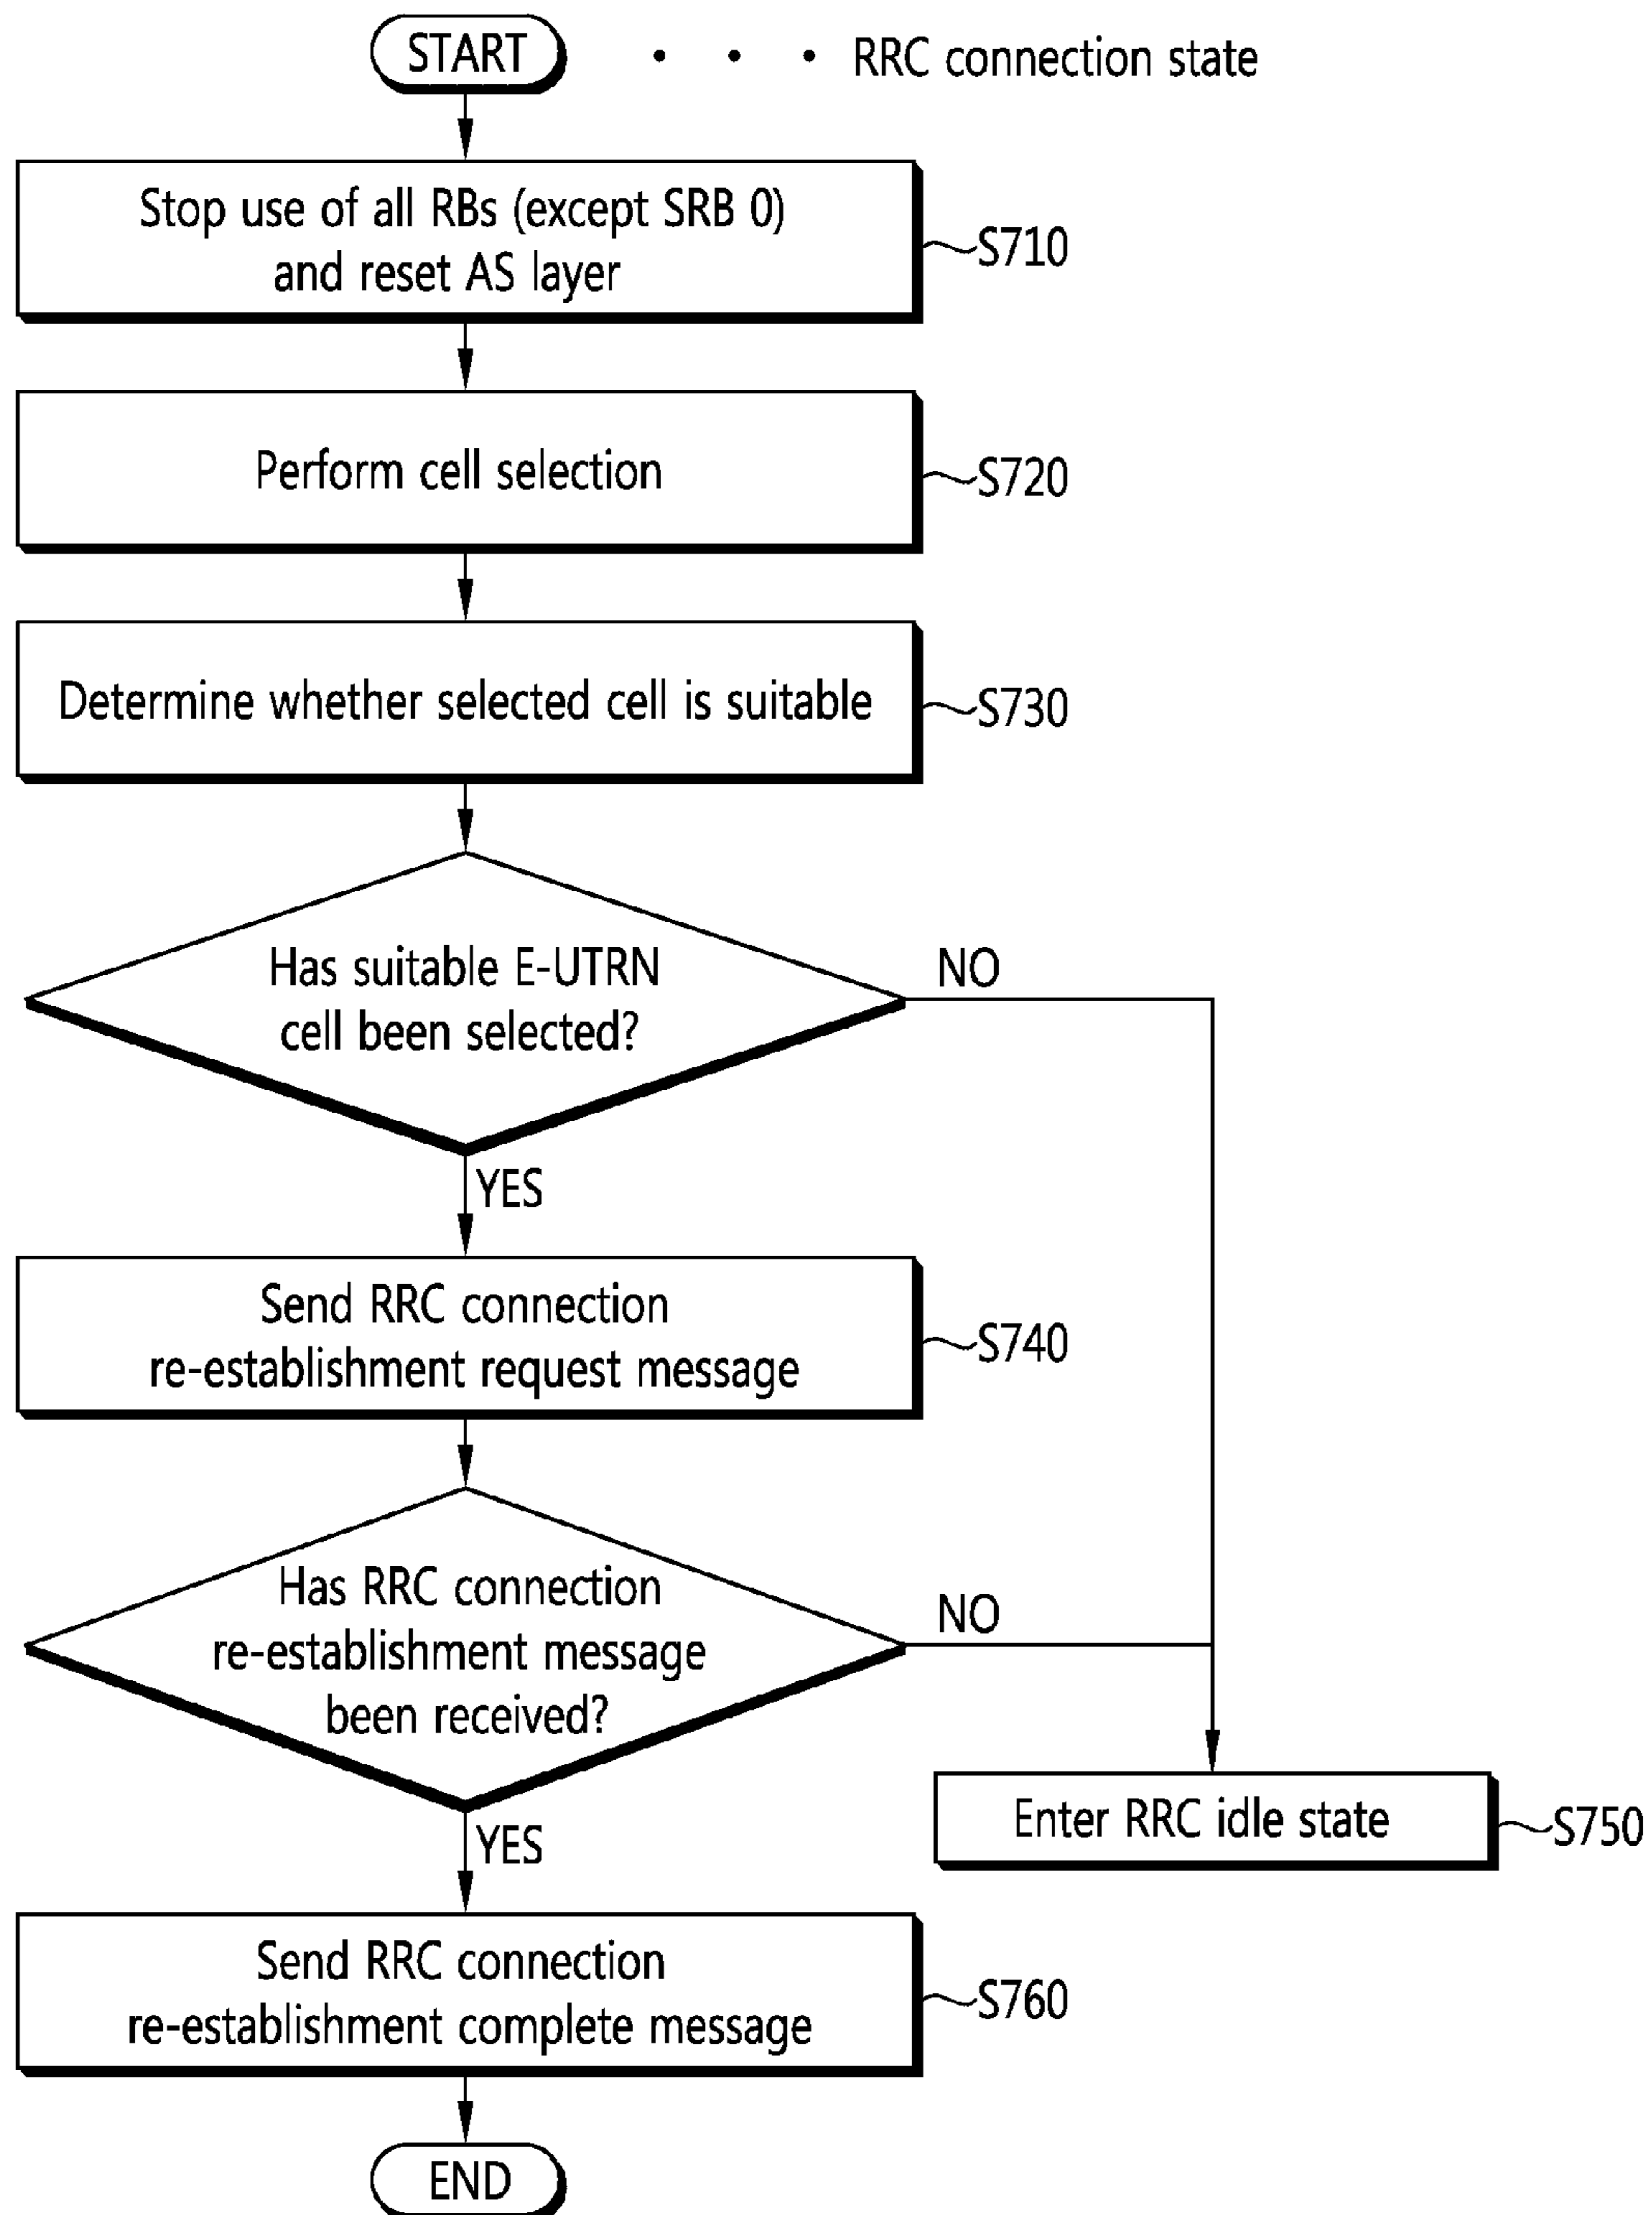 START
• • • RRC connection state
Stop use of all RBs (except SRB 0)
and reset AS layer
S710
Perform cell selection
S720
Determine whether selected cell is suitable
S730
Has suitable E-UTRN
cell been selected?
NO
YES
Send RRC connection
re-establishment request message
S740
Has RRC connection
re-establishment message
been received?
NO
YES
Enter RRC idle state
S750
Send RRC connection
re-establishment complete message
S760
END